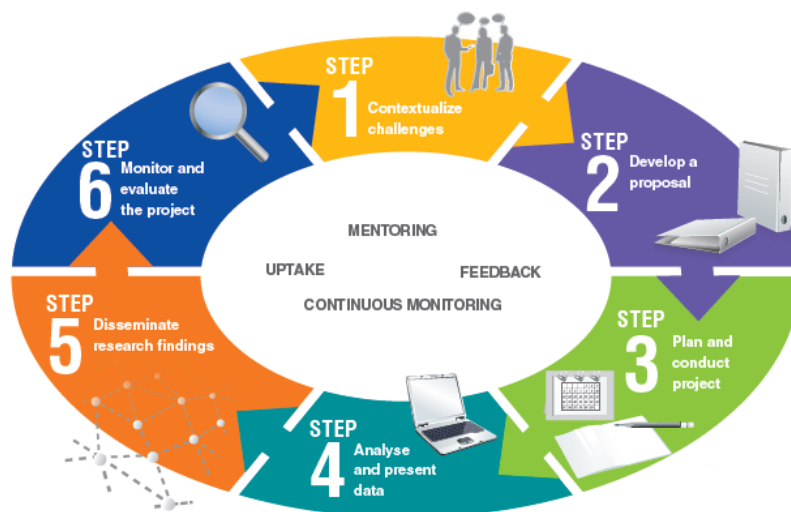 STEP
1
Contextualize
challenges
STEP
2
Develop a
proposal
STEP
3
Plan and
conduct
project
STEP
4
Analyse
and present
data
STEP
5
Disseminate
research findings
STEP
6
Monitor and
evaluate
the project
MENTORING
UPTAKE
FEEDBACK
CONTINUOUS MONITORING